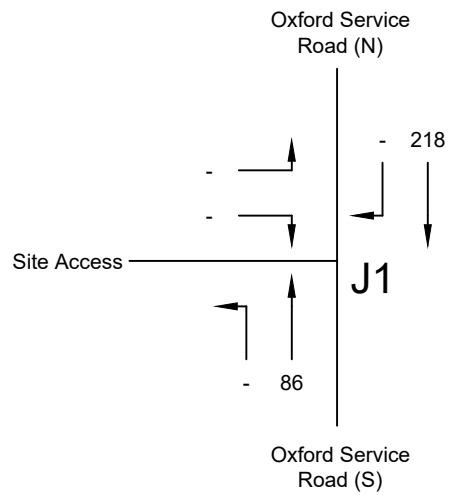 Oxford Service
Road (N)
- 218
-
-
Site Access
J1
- 86
Oxford Service
Road (S)